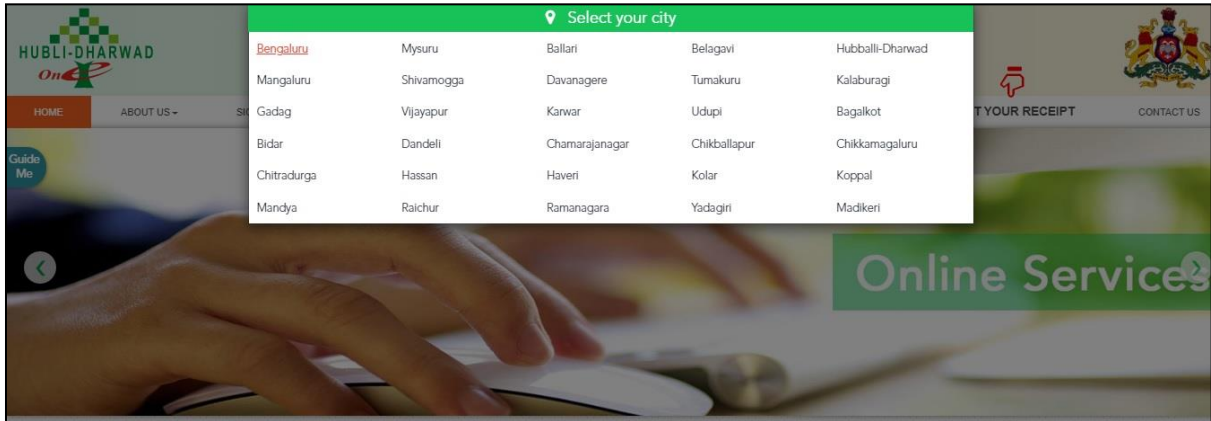 Select your city
HUBLI-DHARWAD
One
Bengaluru Mysuru Ballari Belagavi Hubballi-Dharwad
Mangaluru Shivamogga Davanagere Tumakuru Kalaburagi
Gadag Vijayapur Karwar Udupi Bagalkot
Bidar Dandeli Chamarajanagar Chikballapur Chikkamagaluru
Chitradurga Hassan Haveri Kolar Koppal
Mandya Raichur Ramanagara Yadagiri Madikeri
HOME ABOUT US T YOUR RECEIPT CONTACT US
Guide
Me
Online Services